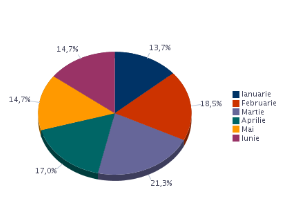 14,7%
13,7%
14,7%
18,5%
17,0%
21,3%
Ianuarie
Februarie
Martie
Aprilie
Mai
Iunie